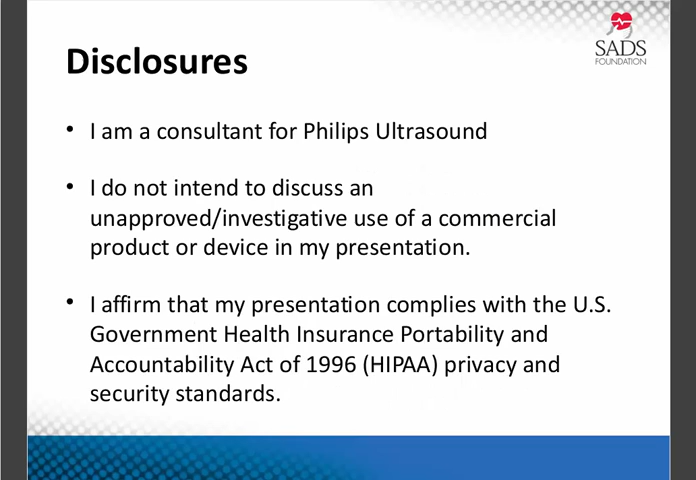 SADS
FOUNDATION
Disclosures
• I am a consultant for Philips Ultrasound
• I do not intend to discuss an
unapproved/investigative use of a commercial
product or device in my presentation.
• I affirm that my presentation complies with the U.S.
Government Health Insurance Portability and
Accountability Act of 1996 (HIPAA) privacy and
security standards.